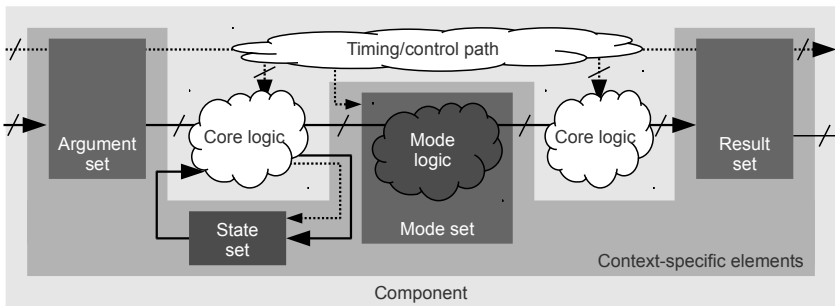 Timing/control path
Argument
set
Core logic
Mode
logic
Core logic
Result
set
State
set
Mode set
Context-specific elements
Component